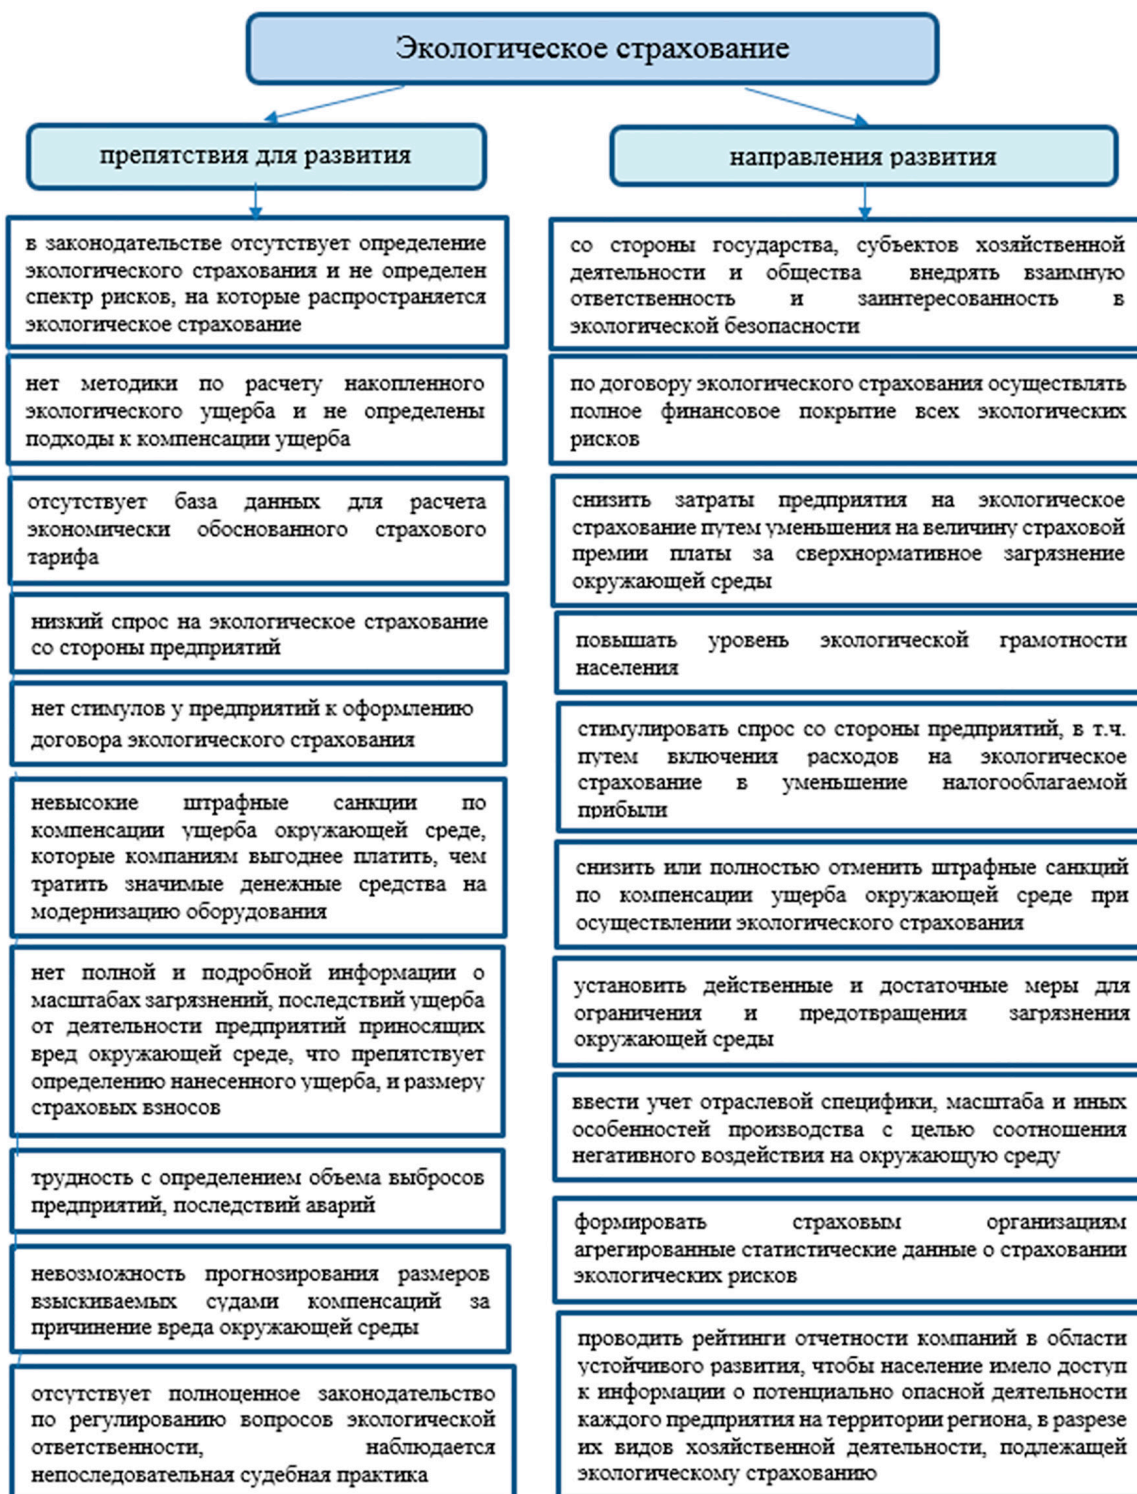 Экологическое страхование
препятствия для развития
в законодательстве отсутствует определение
экологического страхования и не определен
спектр рисков, на которые распространяется
экологическое страхование
нет методики по расчету накопленного
экологического ущерба и не определены
подходы к компенсации ущерба
отсутствует база данных для расчета
экономически обоснованного страхового
тарифа
низкий спрос на экологическое страхование
со стороны предприятий
нет стимулов у предприятий к оформлению
договора экологического страхования
невысокие штрафные санкции по
компенсации ущерба окружающей среде,
которые компаниям выгоднее платить, чем
тратить значимые денежные средства на
модернизацию оборудования
нет полной и подробной информации о
масштабах загрязнений, последствий ущерба
от деятельности предприятий приносящих
вред окружающей среде, что препятствует
определению нанесенного ущерба, и размеру
страховых взносов
трудность с определением объема выбросов
предприятий, последствий аварий
невозможность прогнозирования размеров
взыскиваемых судами компенсаций за
причинение вреда окружающей среды
отсутствует полноценное законодательство
по регулированию вопросов экологической
ответственности, наблюдается
непоследовательная судебная практика
направления развития
со стороны государства, субъектов хозяйственной
деятельности и общества внедрять взаимную
ответственность и заинтересованность в
экологической безопасности
по договору экологического страхования осуществлять
полное финансовое покрытие всех экологических
рисков
снизить затраты предприятия на экологическое
страхование путем уменьшения на величину страховой
премии платы за сверхнормативное загрязнение
окружающей среды
повышать уровень экологической грамотности
населения
стимулировать спрос со стороны предприятий, в т.ч.
путем включения расходов на экологическое
страхование в уменьшение налогооблагаемой
прибыли
снизить или полностью отменить штрафные санкций
по компенсации ущерба окружающей среде при
осуществлении экологического страхования
установить действенные и достаточные меры для
ограничения и предотвращения загрязнения
окружающей среды
ввести учет отраслевой специфики, масштаба и иных
особенностей производства с целью соотношения
негативного воздействия на окружающую среду
формировать страховым организациям
агрегированные статистические данные о страховании
экологических рисков
проводить рейтинги отчетности компаний в области
устойчивого развития, чтобы население имело доступ
к информации о потенциально опасной деятельности
каждого предприятия на территории региона, в разрезе
их видов хозяйственной деятельности, подлежащей
экологическому страхованию